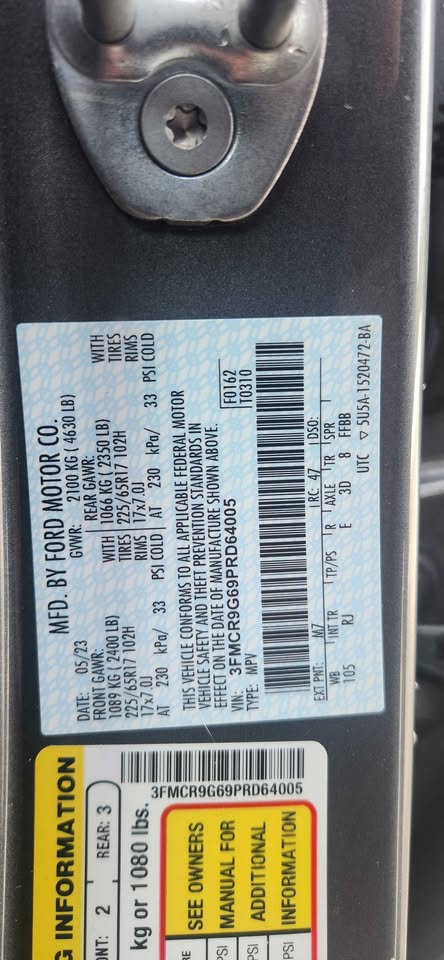 MFD. BY FORD MOTOR CO.
DATE: 05/23
GVWR: 2100 KG ( 4630 LB)
FRONT GAWR:
REAR GAWR:
1089 KG ( 2400 LB)
WITH
1066 KG ( 2350 LB)
WITH
225/65R17 102H
TIRES
225/65R17 102H
TIRES
17x7.0J
RIMS
17x7.0J
RIMS
AT 230 kPa/ 33 PSI COLD
AT 230 kPa/ 33 PSI COLD
THIS VEHICLE CONFORMS TO ALL APPLICABLE FEDERAL MOTOR
VEHICLE SAFETY AND THEFT PREVENTION STANDARDS IN
EFFECT ON THE DATE OF MANUFACTURE SHOWN ABOVE.
VIN: 3FMCR9G69PRD64005
TYPE: MPV
F0162
T0310
EXT PNT: M7
RC: 47
DSO:
WB
INT TR
TP/PS
R
AXLE
TR
SPR
105
RJ
E
3D
8
FFBB
UTC ▽ 5U5A-1520472-BA
G INFORMATION
ONT: 2
REAR: 3
kg or 1080 lbs.
3FMCR9G69PRD64005
SEE OWNERS
MANUAL FOR
ADDITIONAL
INFORMATION
RE
PSI
PSI
PSI